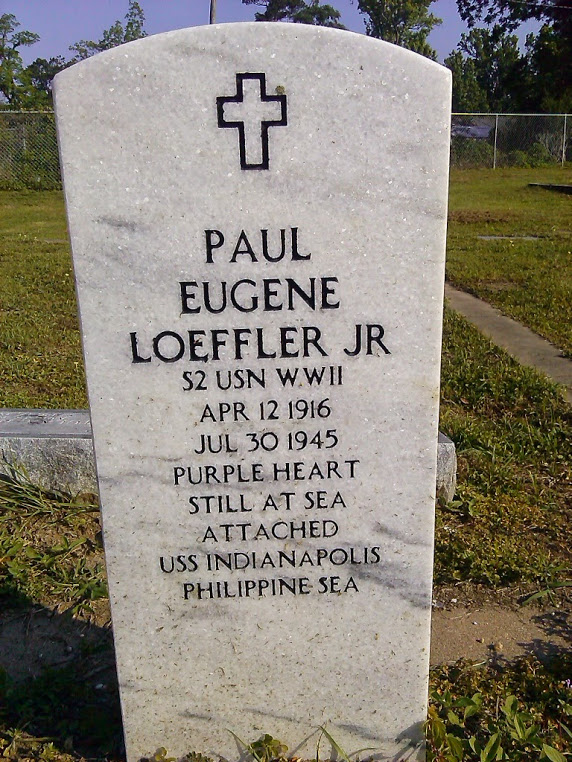 PAUL
EUGENE
LOEFFLER JR
S2 USN WWII
APR 12 1916
JUL 30 1945
PURPLE HEART
STILL AT SEA
ATTACHED
USS INDIANAPOLIS
PHILIPPINE SEA